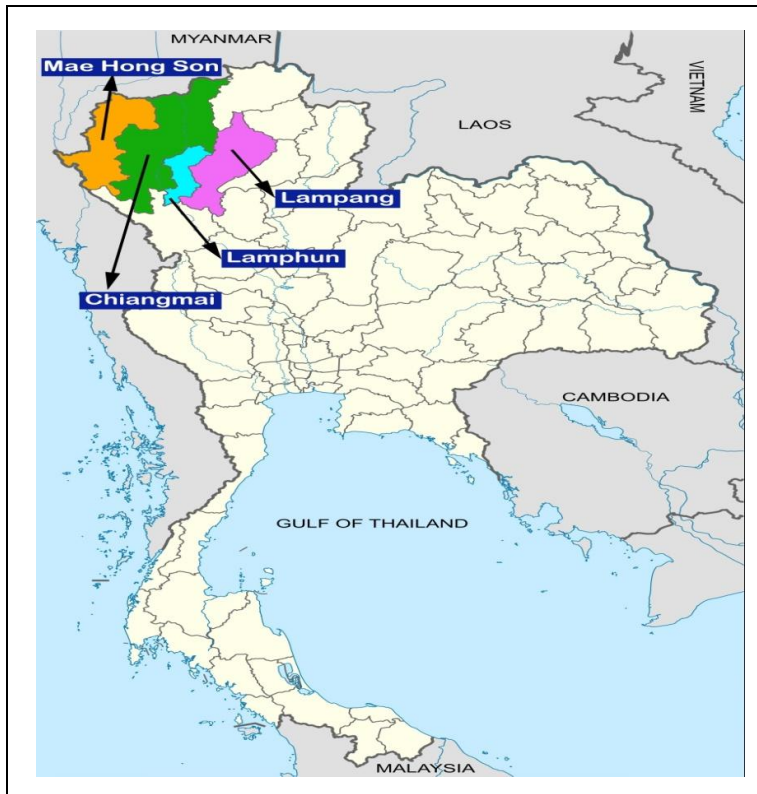 MYANMAR
Mae Hong Son
VIETNAM
LAOS
Lampang
Lamphun
Chiangmai
CAMBODIA
GULF OF THAILAND
MALAYSIA